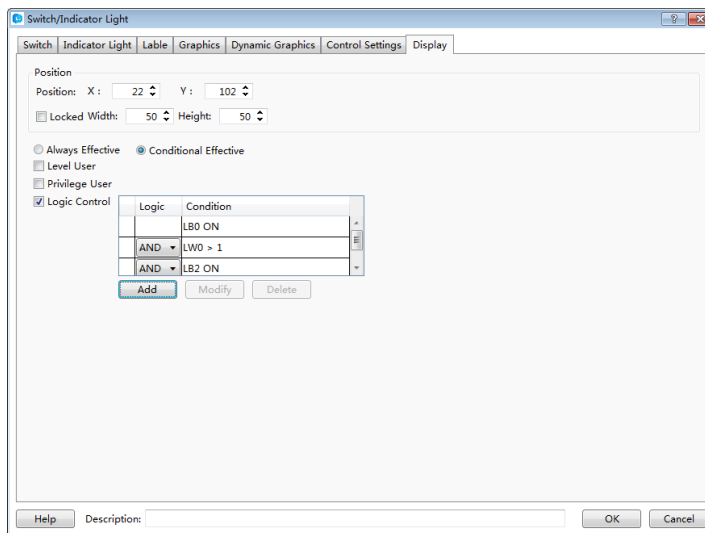 Switch/Indicator Light
?
Switch Indicator Light Lable Graphics Dynamic Graphics Control Settings Display
Position
Position: X : 22 Y : 102
Locked Width: 50 Height: 50
Always Effective Conditional Effective
Level User
Privilege User
Logic Control
Logic Condition
LB0 ON
AND LW0 > 1
AND LB2 ON
Add Modify Delete
Help Description: OK Cancel